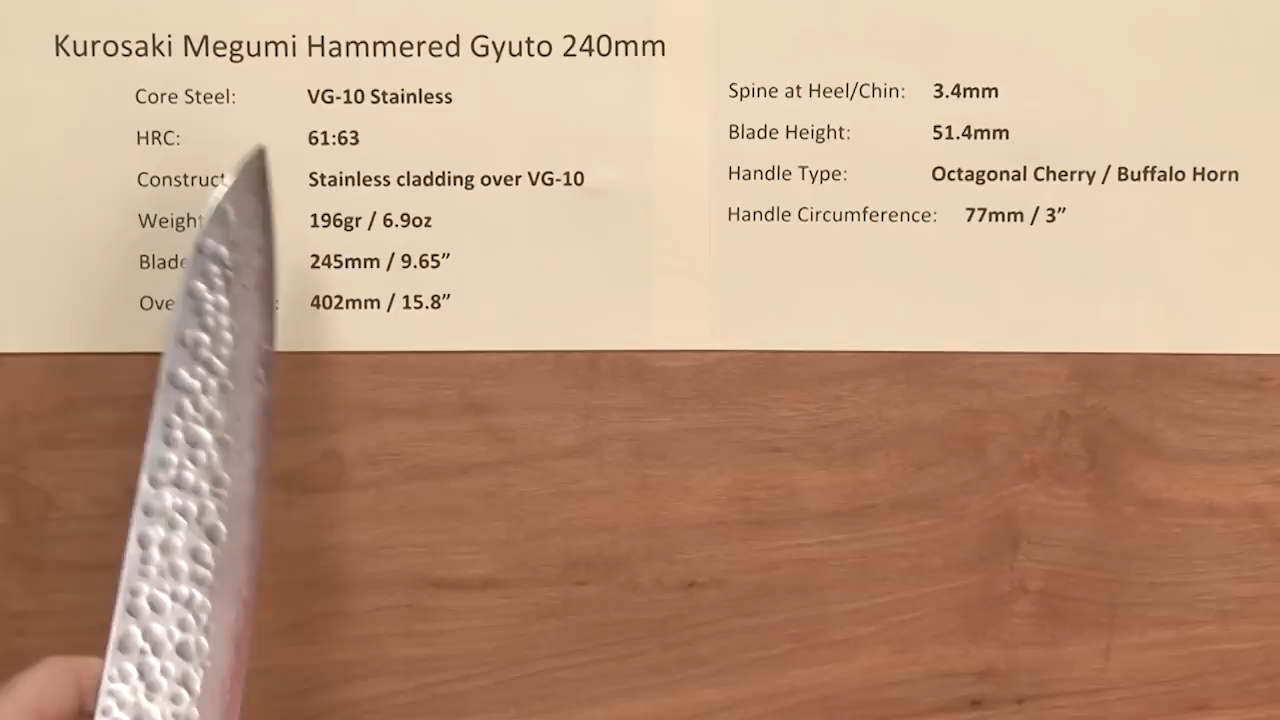 Kurosaki Megumi Hammered Gyuto 240mm
Core Steel: VG-10 Stainless
HRC: 61:63
Stainless cladding over VG-10
196gr / 6.9oz
245mm / 9.65”
402mm / 15.8”
Spine at Heel/Chin: 3.4mm
Blade Height: 51.4mm
Handle Type: Octagonal Cherry / Buffalo Horn
Handle Circumference: 77mm / 3”